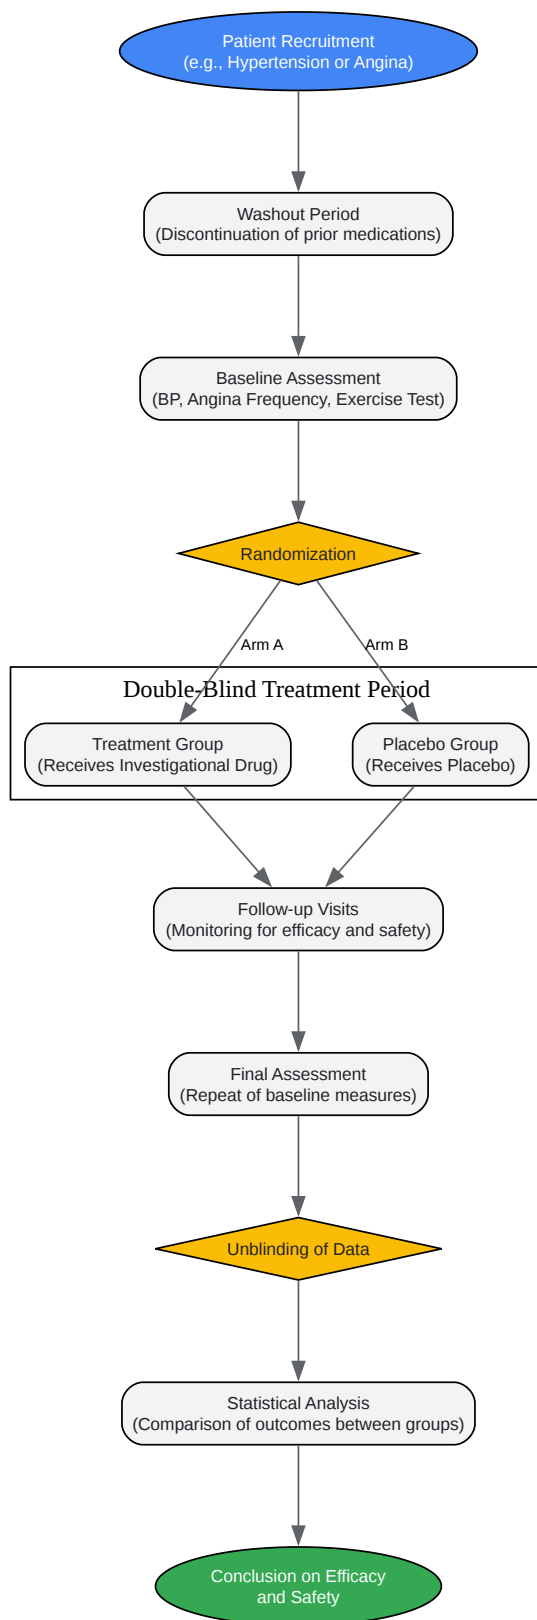 Patient Recruitment
(e.g., Hypertension or Angina)
Washout Period
(Discontinuation of prior medications)
Baseline Assessment
(BP, Angina Frequency, Exercise Test)
Randomization
Arm A
Arm B
Double-Blind Treatment Period
Treatment Group
(Receives Investigational Drug)
Placebo Group
(Receives Placebo)
Follow-up Visits
(Monitoring for efficacy and safety)
Final Assessment
(Repeat of baseline measures)
Unblinding of Data
Statistical Analysis
(Comparison of outcomes between groups)
Conclusion on Efficacy
and Safety